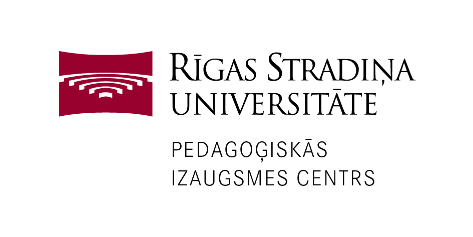 Rīgas Stradiņa
universitāte
PEDAGOĢISKĀS
IZAUGSMES CENTRS